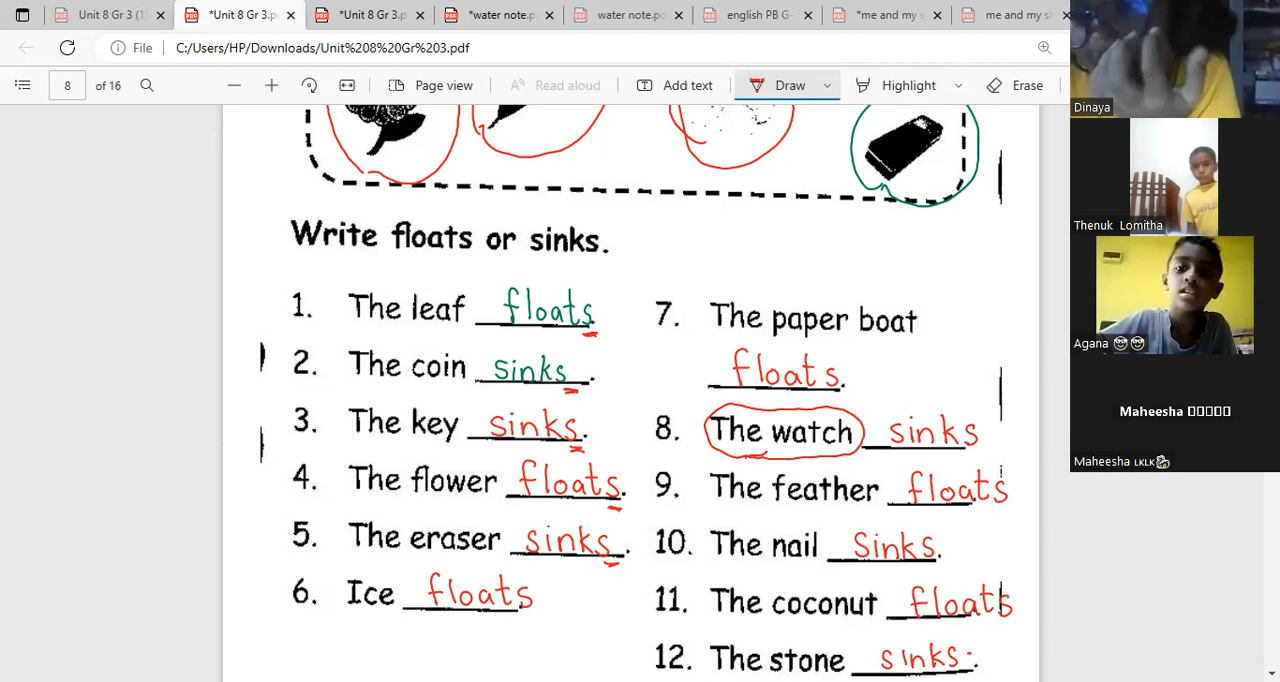 Unit 8 Gr 3 (1)
*Unit 8 Gr 3.p
*Unit 8 Gr 3.p
*water note.p
water note.pd
english PB G-
*me and my s
me and my sl
File
C:/Users/HP/Downloads/Unit%208%20Gr%203.pdf
8 of 16
Page view
Read aloud
Add text
Draw
Highlight
Erase
Write floats or sinks.
1. The leaf floats.
2. The coin sinks.
3. The key sinks.
4. The flower floats.
5. The eraser sinks.
6. Ice floats.
7. The paper boat
floats.
8. The watch sinks
9. The feather floats
10. The nail sinks.
11. The coconut floats
12. The stone sinks.
Dinaya
Thenuk Lomitha
Agana 😎😎
Maheesha
Maheesha LKLK